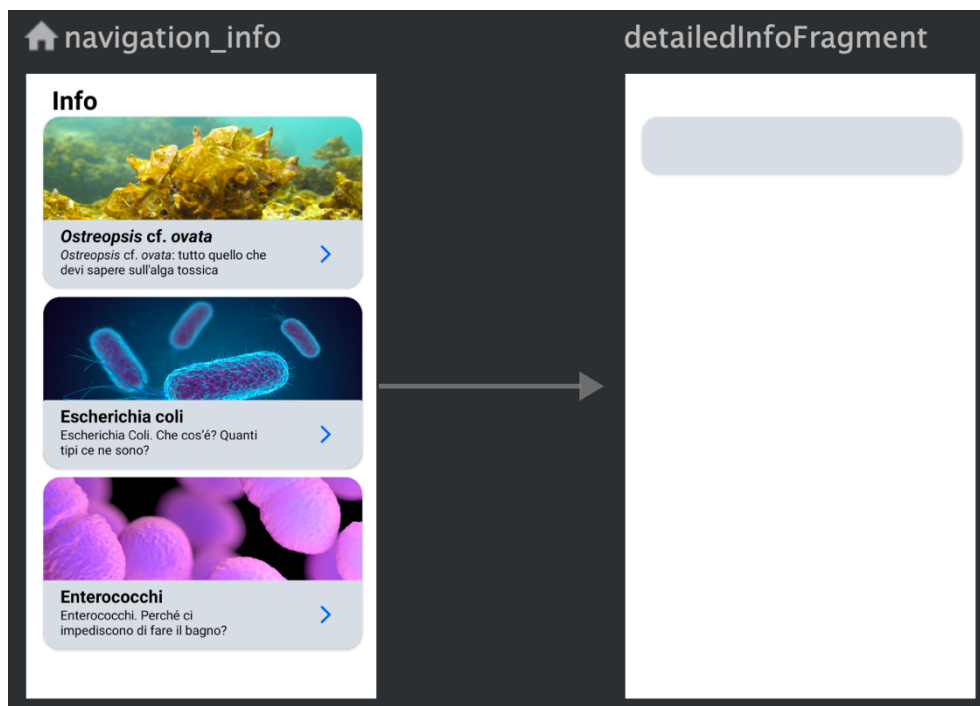 navigation_info
detailedInfoFragment
Info
Ostreopsis cf. ovata
Ostreopsis cf. ovata: tutto quello che
devi sapere sull'alga tossica
Escherichia coli
Escherichia Coli. Che cos'é? Quanti
tipi ce ne sono?
Enterococchi
Enterococchi. Perché ci
impediscono di fare il bagno?